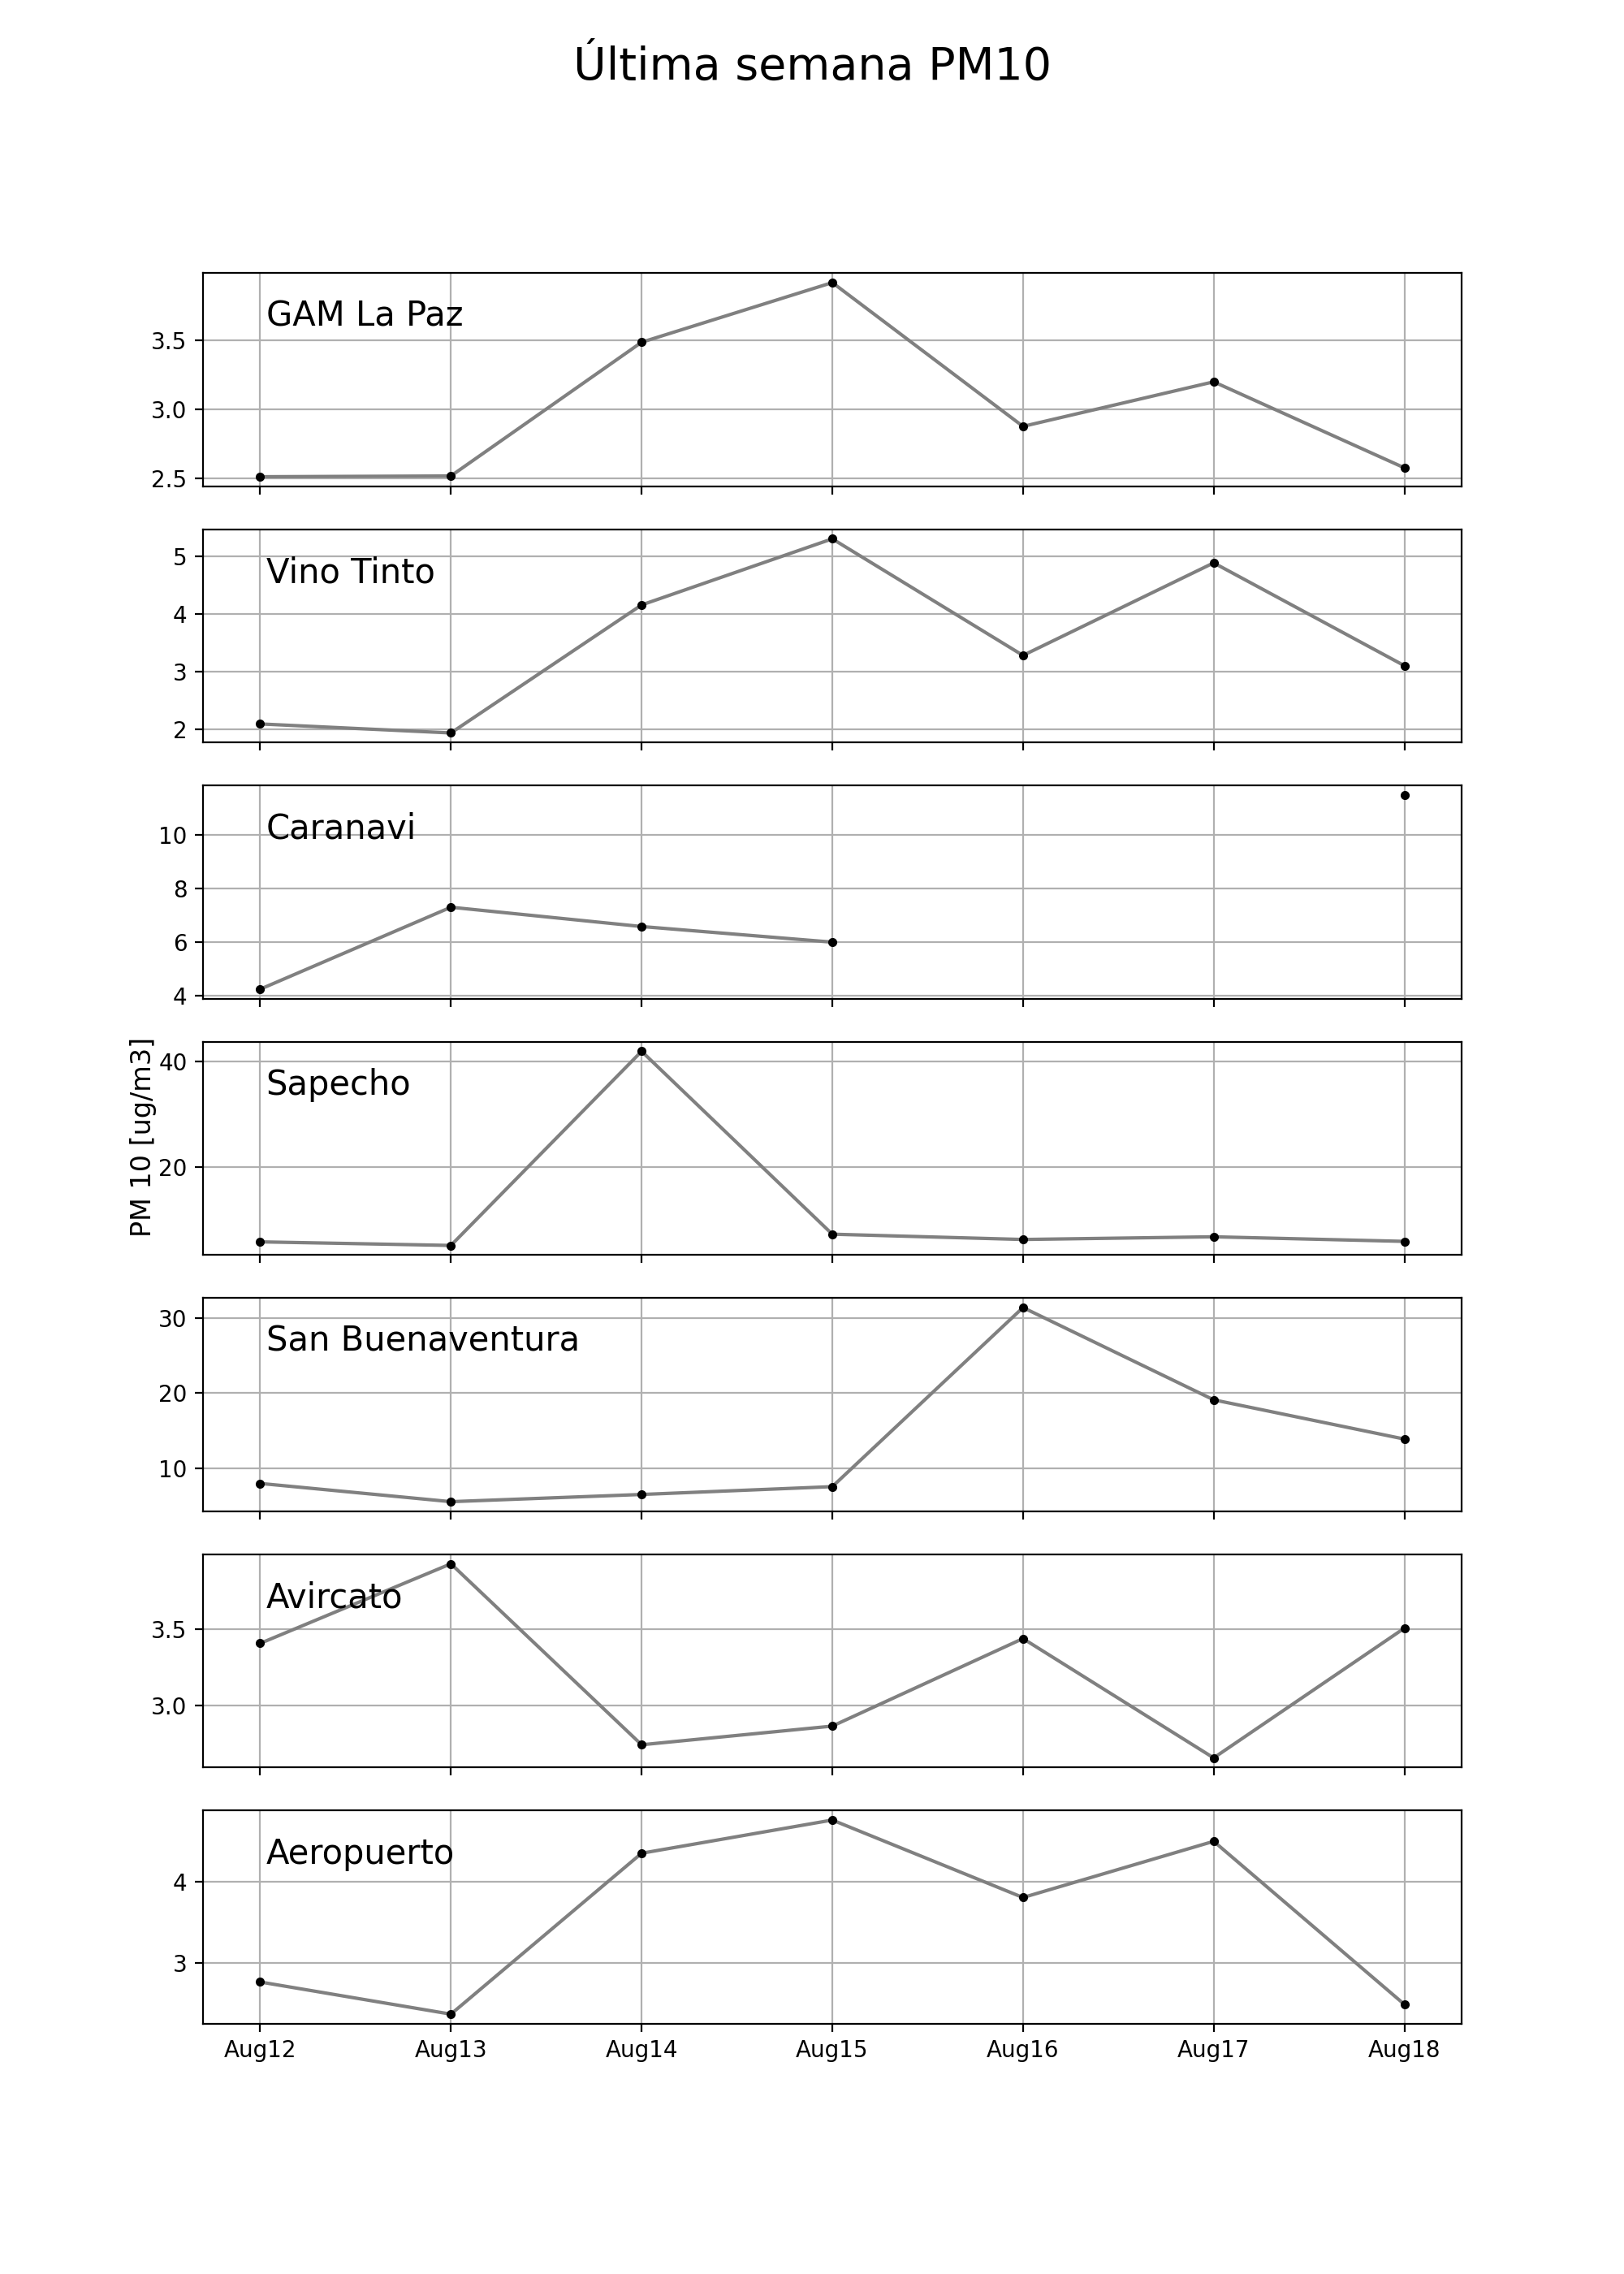 Última semana PM10
GAM La Paz
3.5
3.0
2.5
Vino Tinto
5
4
3
2
Caranavi
10
8
6
4
PM 10 [ug/m3]
Sapecho
40
20
San Buenaventura
30
20
10
Avircato
3.5
3.0
Aeropuerto
4
3
Aug12 Aug13 Aug14 Aug15 Aug16 Aug17 Aug18